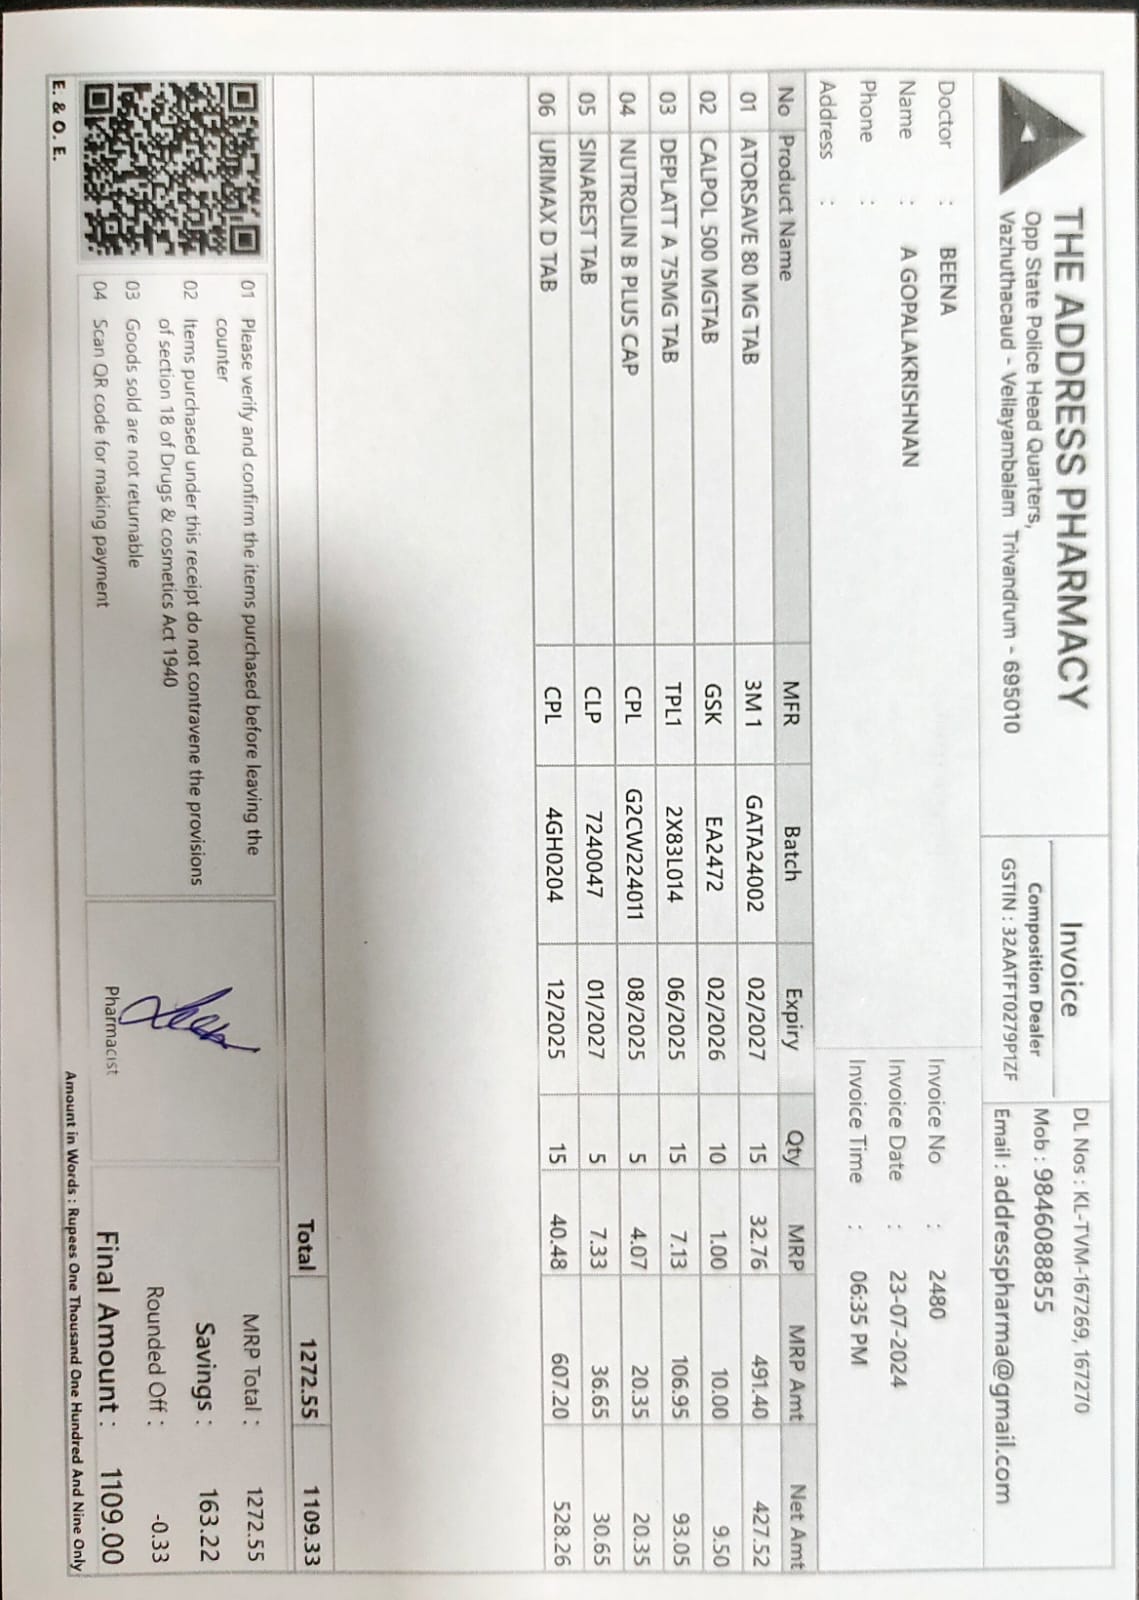 THE ADDRESS PHARMACY
Opp State Police Head Quarters,
Vazhuthacaud - Vellayambalam Trivandrum - 695010
Invoice
Composition Dealer
GSTIN : 32AATFT0279P1ZF
DL Nos : KL-TVM-167269, 167270
Mob : 9846088855
Email : addresspharma@gmail.com
Doctor : BEENA
Name : A GOPALAKRISHNAN
Phone :
Address :
Invoice No : 2480
Invoice Date : 23-07-2024
Invoice Time : 06:35 PM
No Product Name MFR Batch Expiry Qty MRP MRP Amt Net Amt
01 ATORSAVE 80 MG TAB 3M 1 GATA24002 02/2027 15 32.76 491.40 427.52
02 CALPOL 500 MGTAB GSK EA2472 02/2026 10 1.00 10.00 9.50
03 DEPLATT A 75MG TAB TPL1 2X83L014 06/2025 15 7.13 106.95 93.05
04 NUTROLIN B PLUS CAP CPL G2CW224011 08/2025 5 4.07 20.35 20.35
05 SINAREST TAB CLP 7240047 01/2027 5 7.33 36.65 30.65
06 URIMAX D TAB CPL 4GH0204 12/2025 15 40.48 607.20 528.26
Total 1272.55 1109.33
01 Please verify and confirm the items purchased before leaving the
counter
02 Items purchased under this receipt do not contravene the provisions
of section 18 of Drugs & cosmetics Act 1940
03 Goods sold are not returnable
04 Scan QR code for making payment
Pharmacist
MRP Total : 1272.55
Savings : 163.22
Rounded Off : -0.33
Final Amount : 1109.00
Amount in Words : Rupees One Thousand One Hundred And Nine Only
E. & O. E.